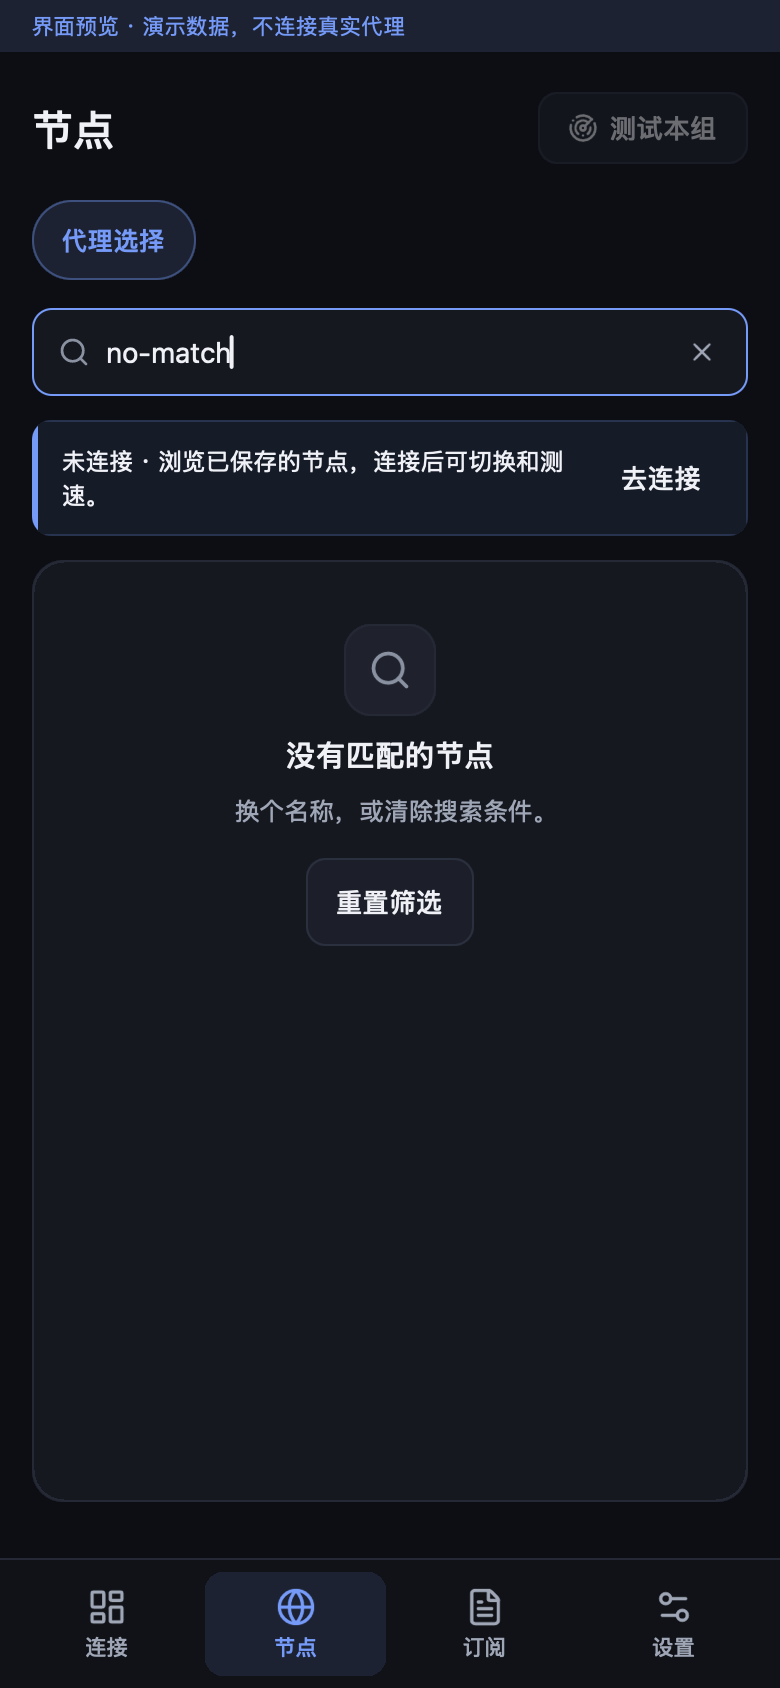 界面预览 · 演示数据，不连接真实代理
节点
测试本组
代理选择
no-match
未连接 · 浏览已保存的节点，连接后可切换和测
速。
去连接
没有匹配的节点
换个名称，或清除搜索条件。
重置筛选
连接
节点
订阅
设置